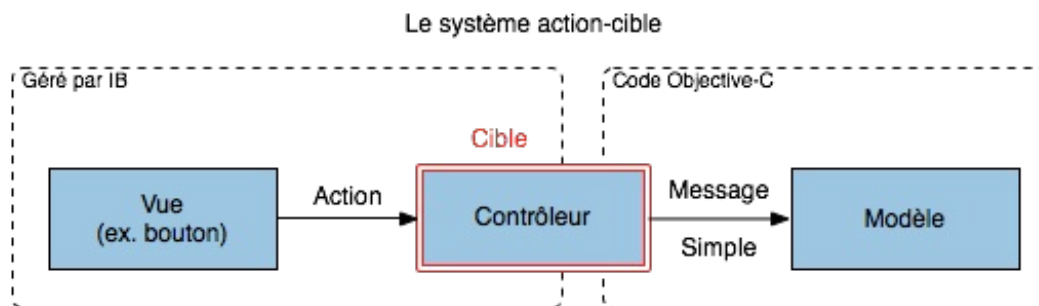 Le système action-cible
Géré par IB
Code Objective-C
Cible
Vue
(ex. bouton)
Action
Contrôleur
Message
Simple
Modèle